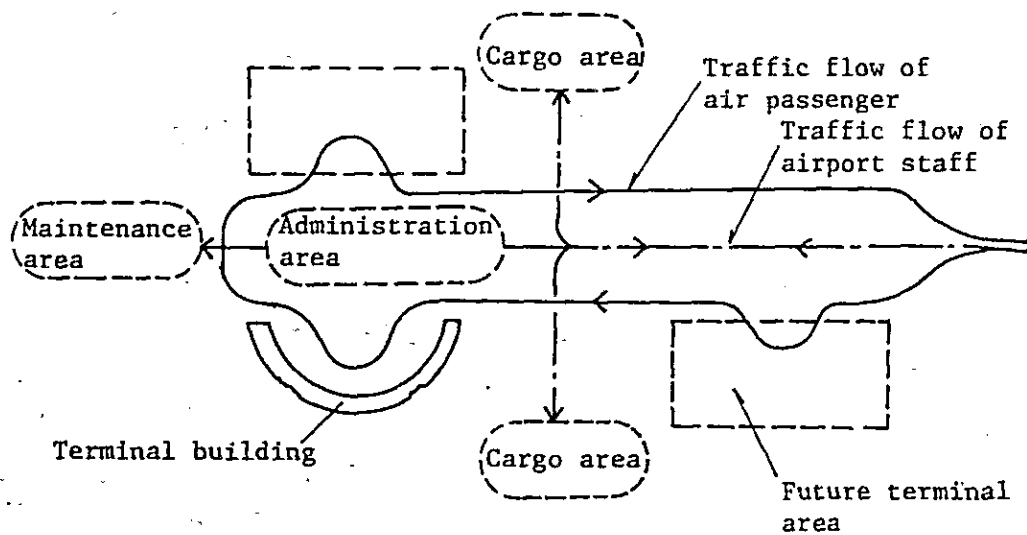 Cargo area
Traffic flow of
air passenger
Traffic flow of
airport staff
Maintenance
area
Administration
area
Terminal building
Cargo area
Future terminal
area